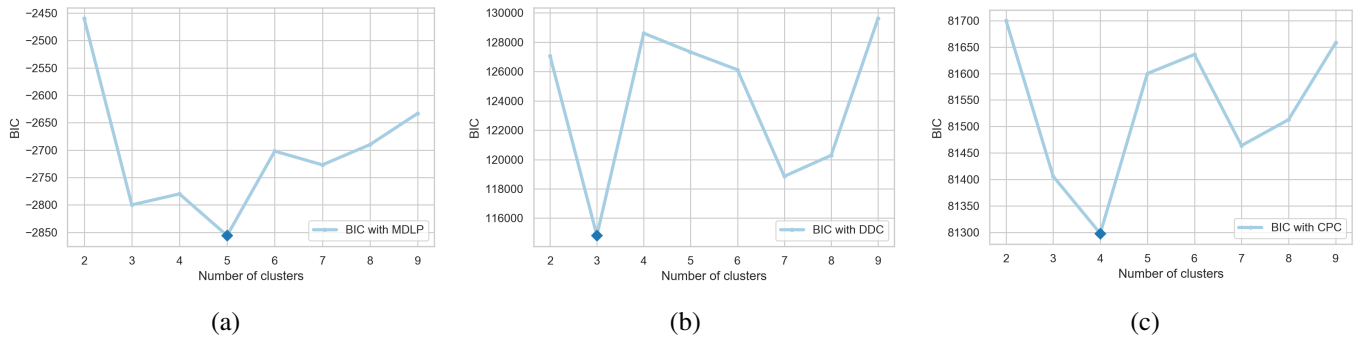 −2450
−2500
−2550
−2600
−2650
−2700
−2750
−2800
−2850
BIC
2 3 4 5 6 7 8 9
Number of clusters
BIC with MDLP
(a)
130000
128000
126000
124000
122000
120000
118000
116000
BIC
2 3 4 5 6 7 8 9
Number of clusters
BIC with DDC
(b)
81700
81650
81600
81550
81500
81450
81400
81350
81300
BIC
2 3 4 5 6 7 8 9
Number of clusters
BIC with CPC
(c)